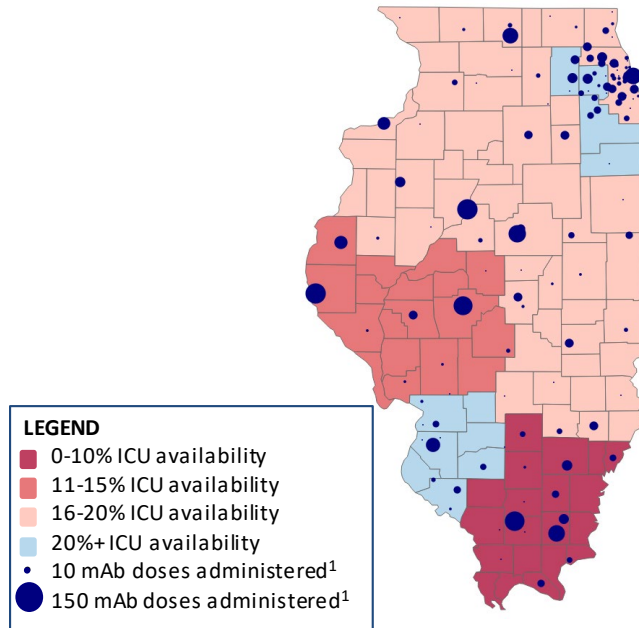 LEGEND
0-10% ICU availability
11-15% ICU availability
16-20% ICU availability
20%+ ICU availability
10 mAb doses administered¹
150 mAb doses administered¹